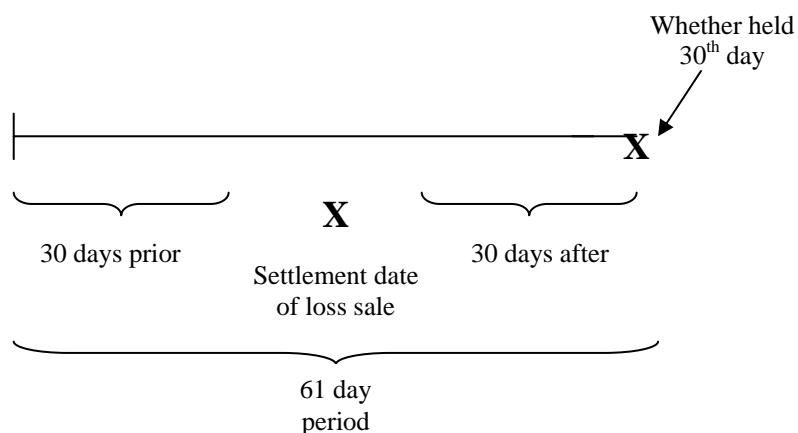 Whether held
30th day
X
30 days prior
X
30 days after
Settlement date
of loss sale
61 day
period